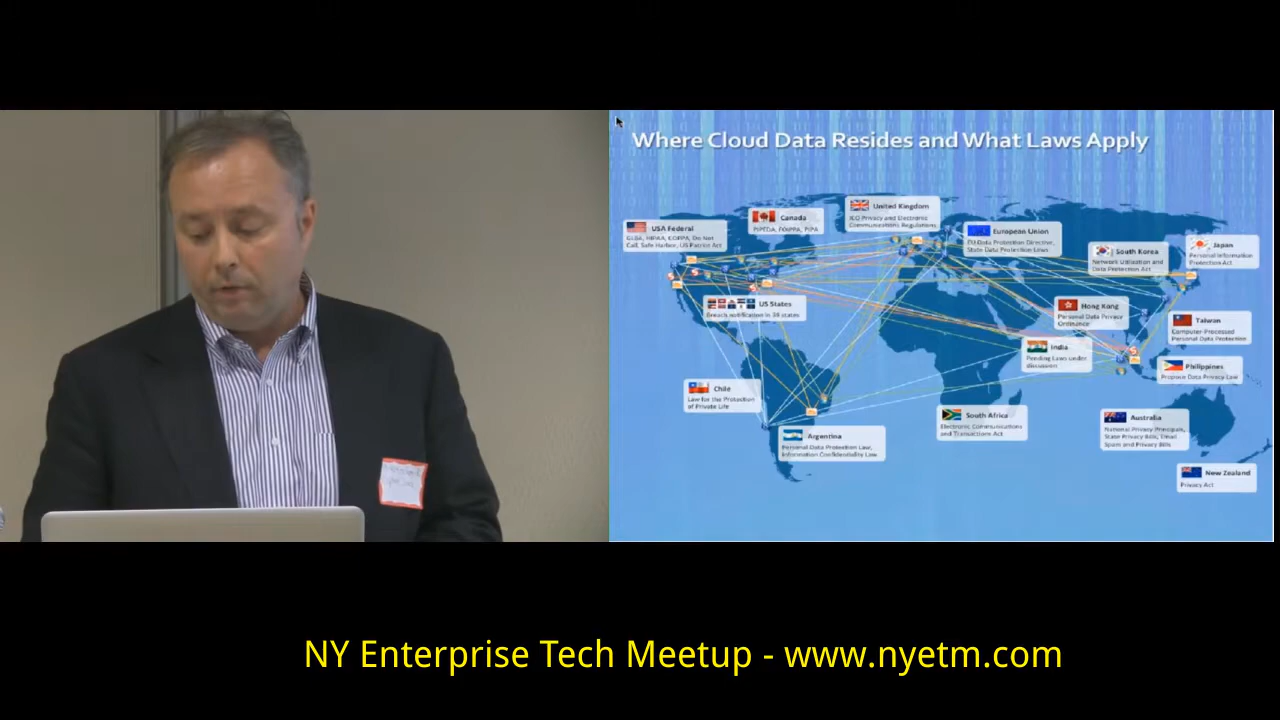 Where Cloud Data Resides and What Laws Apply
United Kingdom
ICO Privacy and Electronic
Communications Regulations
Canada
PIPEDA, FOIPPA, PIPA
USA Federal
GLBA, HIPAA, COPPA, Do Not
Call, Safe Harbor, US Patriot Act
European Union
EU Data Protection Directive,
State Data Protection Laws
South Korea
Network Utilization and
Data Protection Act
Japan
Personal Information
Protection Act
US States
Breach notification in 38 states
Hong Kong
Personal Data Privacy
Ordinance
Taiwan
Computer-Processed
Personal Data Protection
India
Pending Laws under
discussion
Philippines
Propose Data Privacy Law
Chile
Law for the Protection
of Private Life
South Africa
Electronic Communications
and Transactions Act
Australia
National Privacy Principals,
State Privacy Bills, Email
Spam and Privacy Bills
Argentina
Personal Data Protection Law,
Information Confidentiality Law
New Zealand
Privacy Act
NY Enterprise Tech Meetup - www.nyetm.com